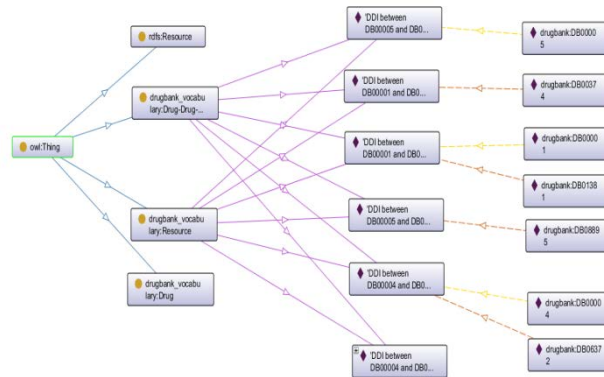 rdfs:Resource
drugbank_vocabu
lary:Drug-Drug-...
owl:Thing
drugbank_vocabu
lary:Resource
drugbank_vocabu
lary:Drug
'DDI between
DB00005 and DB0...
'DDI between
DB00001 and DB0...
'DDI between
DB00001 and DB0...
'DDI between
DB00005 and DB0...
'DDI between
DB00004 and DB0...
'DDI between
DB00004 and DB0...
drugbank:DB0000
5
drugbank:DB0037
4
drugbank:DB0000
1
drugbank:DB0138
1
drugbank:DB0889
5
drugbank:DB0000
4
drugbank:DB0637
2